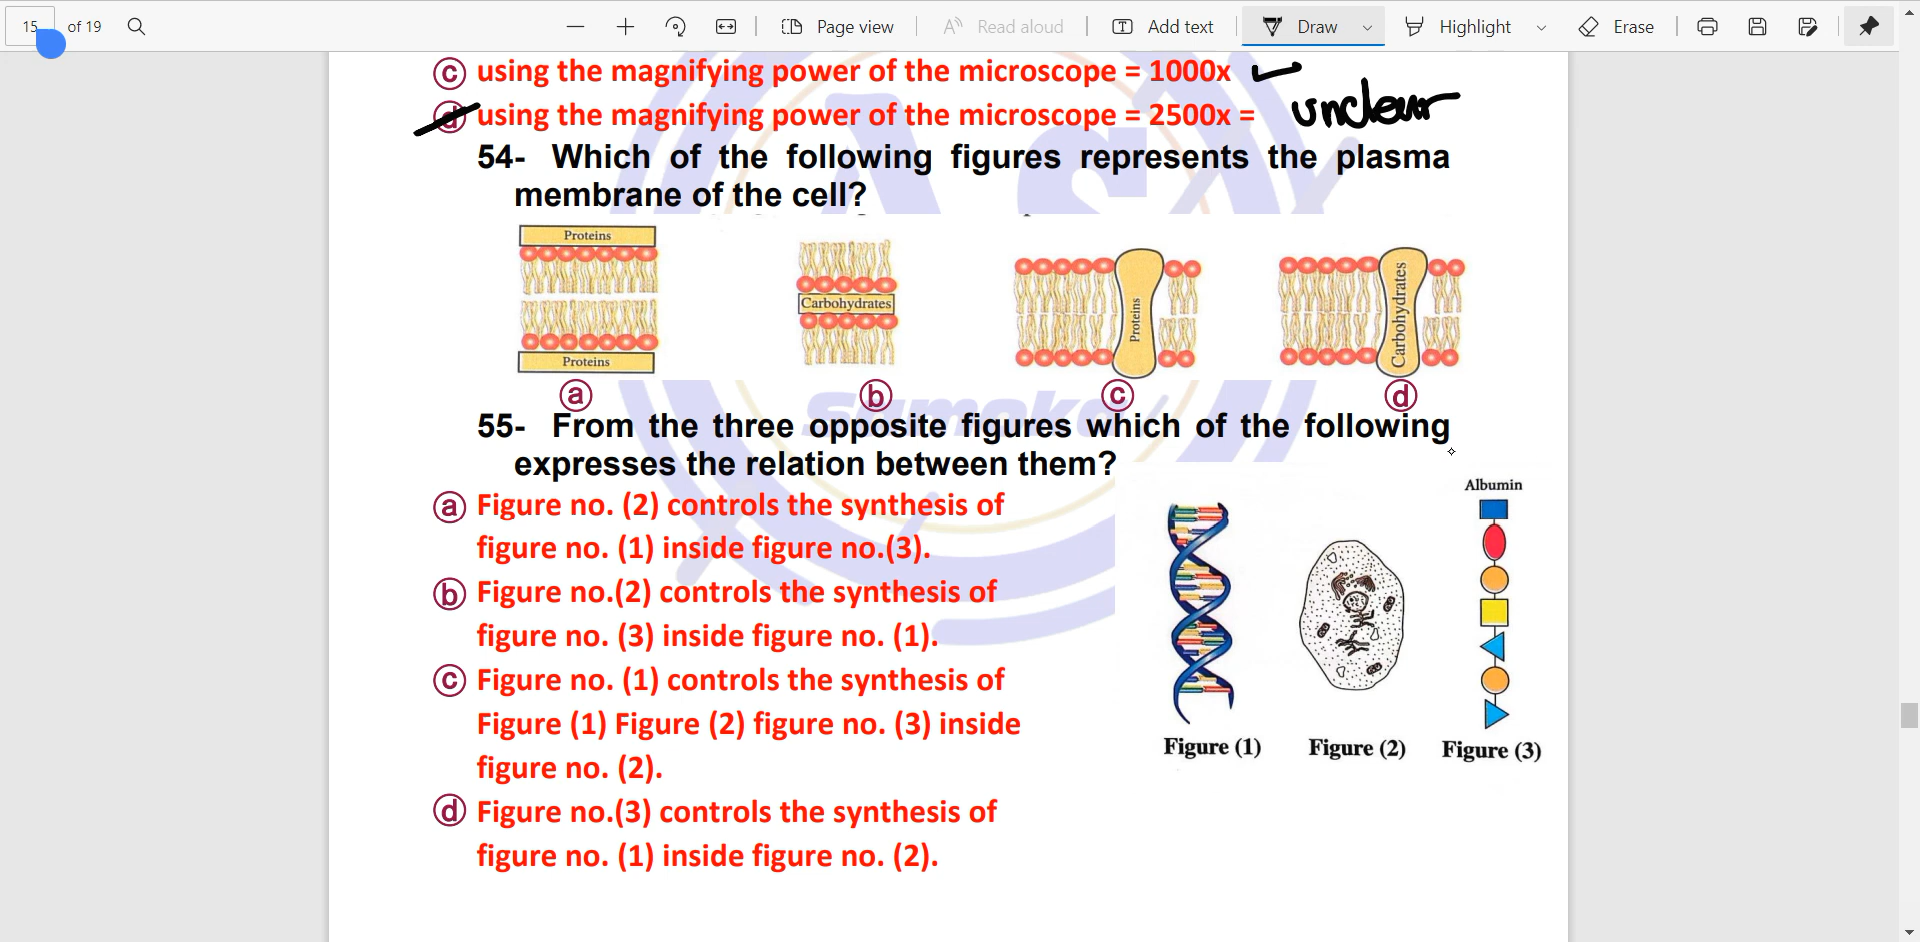 15 of 19 Page view Read aloud Add text Draw Highlight Erase
ⓒ using the magnifying power of the microscope = 1000x
ⓓ using the magnifying power of the microscope = 2500x = unclear
54- Which of the following figures represents the plasma
membrane of the cell?
Proteins
Proteins
Carbohydrates
Proteins
Carbohydrates
ⓐ ⓑ ⓒ ⓓ
55- From the three opposite figures which of the following
expresses the relation between them?
ⓐ Figure no. (2) controls the synthesis of
figure no. (1) inside figure no.(3).
ⓑ Figure no.(2) controls the synthesis of
figure no. (3) inside figure no. (1).
ⓒ Figure no. (1) controls the synthesis of
Figure (1) Figure (2) figure no. (3) inside
figure no. (2).
ⓓ Figure no.(3) controls the synthesis of
figure no. (1) inside figure no. (2).
Albumin
Figure (1) Figure (2) Figure (3)